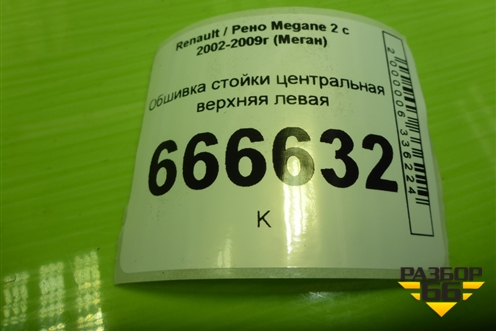 Renault / Рено Megane 2 с
2002-2009г (Меган)
Обшивка стойки центральная
верхняя левая
666632
К
2000006336224
РАЗБОР
66